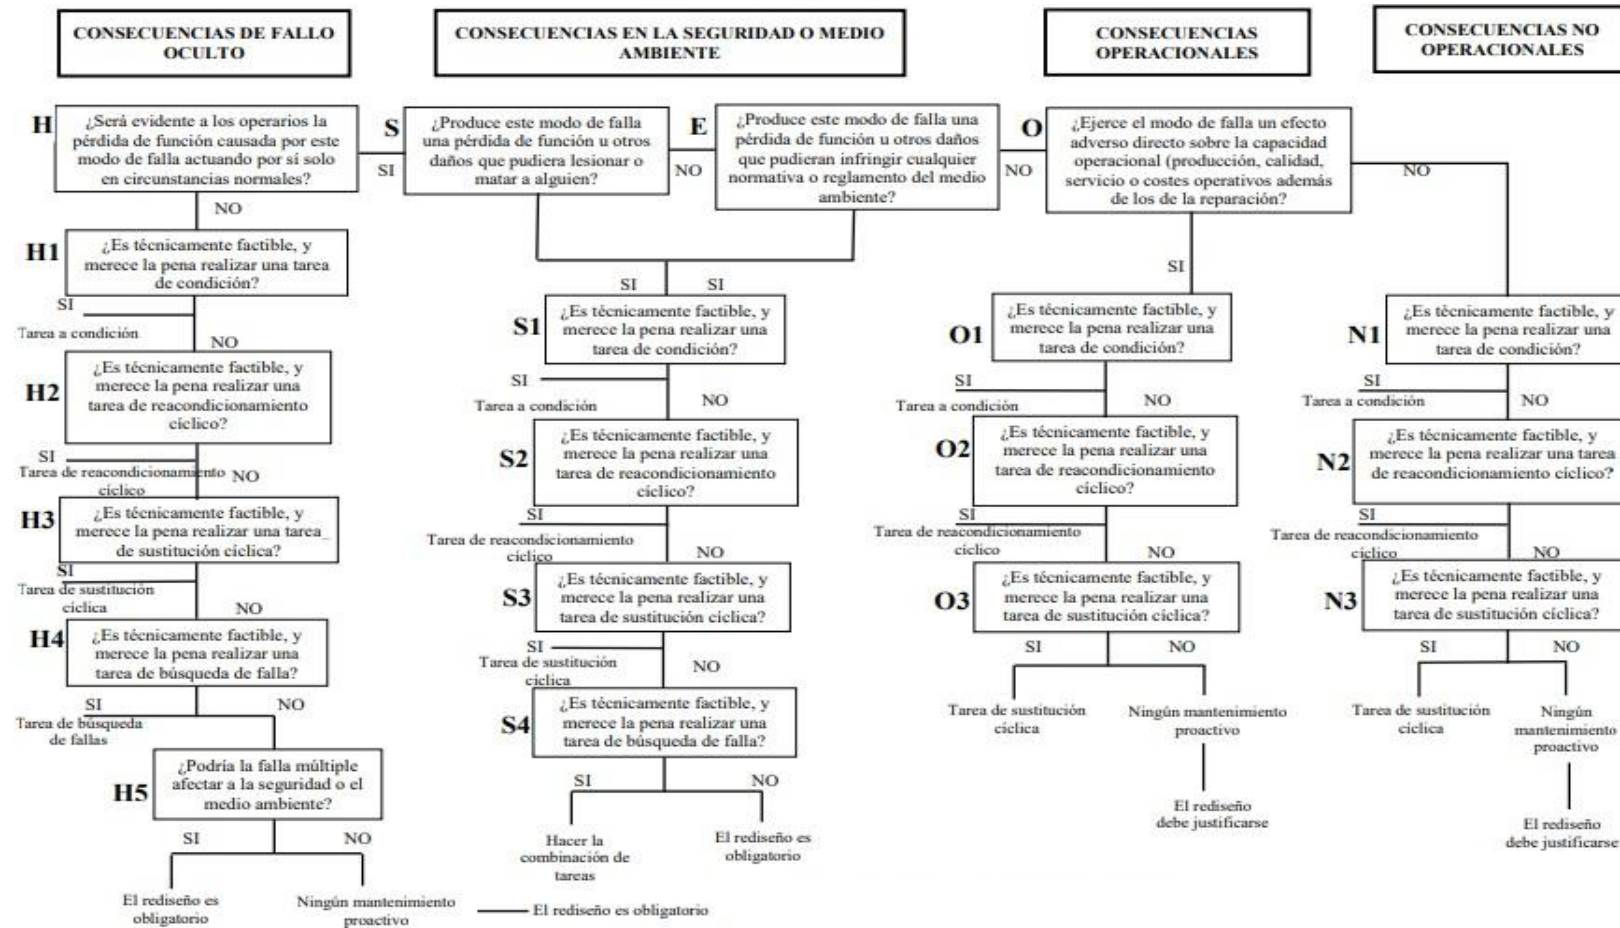 CONSECUENCIAS DE FALLO
OCULTO
CONSECUENCIAS EN LA SEGURIDAD O MEDIO
AMBIENTE
CONSECUENCIAS
OPERACIONALES
CONSECUENCIAS NO
OPERACIONALES
H
¿Será evidente a los operarios la
pérdida de función causada por este
modo de falla actuando por sí solo
en circunstancias normales?
SI
NO
S
¿Produce este modo de falla
una pérdida de función u otros
daños que pudiera lesionar o
matar a alguien?
NO
E
¿Produce este modo de falla una
pérdida de función u otros daños
que pudieran infringir cualquier
normativa o reglamento del medio
ambiente?
NO
O
¿Ejerce el modo de falla un efecto
adverso directo sobre la capacidad
operacional (producción, calidad,
servicio o costes operativos además
de los de la reparación?
NO
SI
H1
¿Es técnicamente factible, y
merece la pena realizar una tarea
de condición?
SI
Tarea a condición
NO
H2
¿Es técnicamente factible, y
merece la pena realizar una
tarea de reacondicionamiento
cíclico?
SI
Tarea de reacondicionamiento
cíclico
NO
H3
¿Es técnicamente factible, y
merece la pena realizar una tarea
de sustitución cíclica?
SI
Tarea de sustitución
cíclica
NO
H4
¿Es técnicamente factible, y
merece la pena realizar una
tarea de búsqueda de falla?
SI
Tarea de búsqueda
de fallas
NO
H5
¿Podría la falla múltiple
afectar a la seguridad o el
medio ambiente?
SI
NO
El rediseño es
obligatorio
Ningún mantenimiento
proactivo
El rediseño es obligatorio
SI
SI
S1
¿Es técnicamente factible, y
merece la pena realizar una
tarea de condición?
SI
Tarea a condición
NO
S2
¿Es técnicamente factible, y
merece la pena realizar una
tarea de reacondicionamiento
cíclico?
SI
Tarea de reacondicionamiento
cíclico
NO
S3
¿Es técnicamente factible, y
merece la pena realizar una
tarea de sustitución cíclica?
SI
Tarea de sustitución
cíclica
NO
S4
¿Es técnicamente factible, y
merece la pena realizar una
tarea de búsqueda de falla?
SI
NO
Hacer la
combinación de
tareas
El rediseño es
obligatorio
O1
¿Es técnicamente factible, y
merece la pena realizar una
tarea de condición?
SI
Tarea a condición
NO
O2
¿Es técnicamente factible, y
merece la pena realizar una
tarea de reacondicionamiento
cíclico?
SI
Tarea de reacondicionamiento
cíclico
NO
O3
¿Es técnicamente factible, y
merece la pena realizar una
tarea de sustitución cíclica?
SI
NO
Tarea de sustitución
cíclica
Ningún mantenimiento
proactivo
El rediseño
debe justificarse
N1
¿Es técnicamente factible, y
merece la pena realizar una
tarea de condición?
SI
Tarea a condición
NO
N2
¿Es técnicamente factible, y
merece la pena realizar una tarea
de reacondicionamiento cíclico?
SI
Tarea de reacondicionamiento
cíclico
NO
N3
¿Es técnicamente factible, y
merece la pena realizar una
tarea de sustitución cíclica?
SI
NO
Tarea de sustitución
cíclica
Ningún
mantenimiento
proactivo
El rediseño
debe justificarse